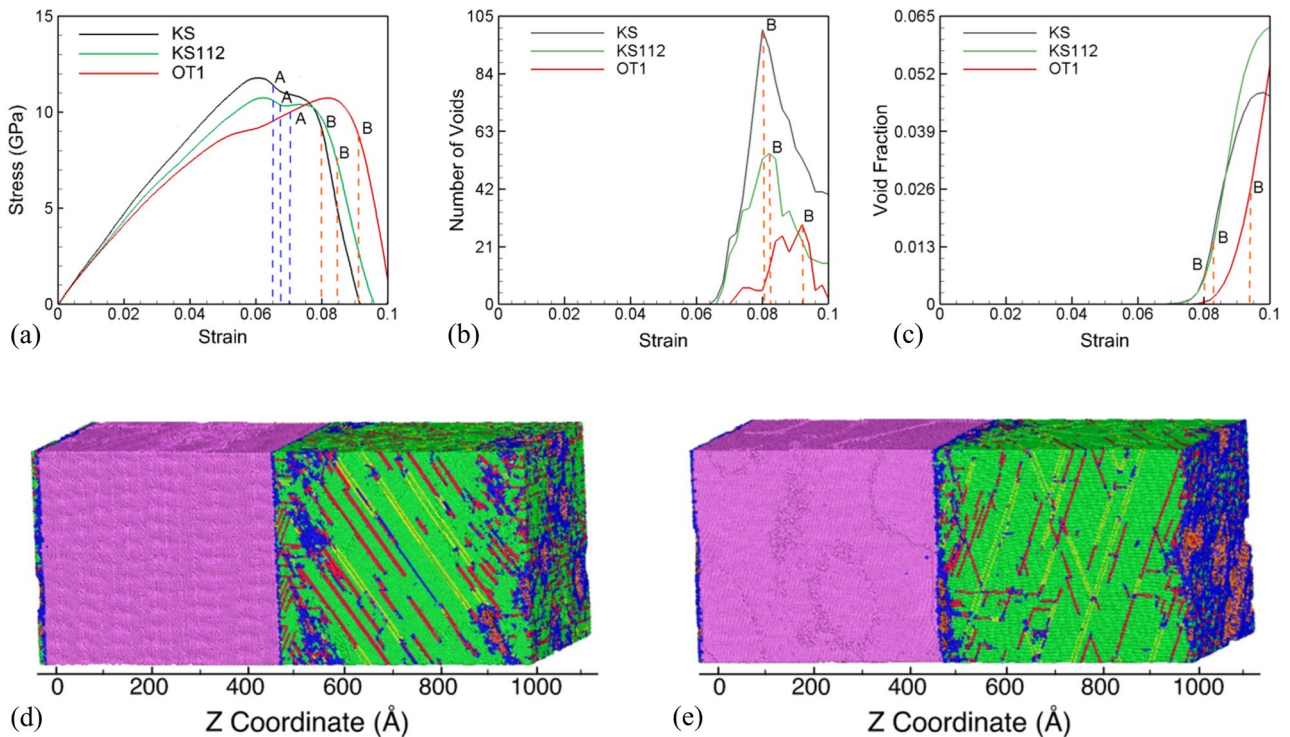 15
10
5
0
Stress (GPa)
KS
KS112
OT1
A
A
A
B
B
B
0 0.02 0.04 0.06 0.08 0.1
Strain
(a)
105
84
63
42
21
0
Number of Voids
KS
KS112
OT1
B
B
B
0 0.02 0.04 0.06 0.08 0.1
Strain
(b)
0.065
0.052
0.039
0.026
0.013
0
Void Fraction
KS
KS112
OT1
B
B
B
0 0.02 0.04 0.06 0.08 0.1
Strain
(c)
0 200 400 600 800 1000
Z Coordinate (Å)
(d)
0 200 400 600 800 1000
Z Coordinate (Å)
(e)